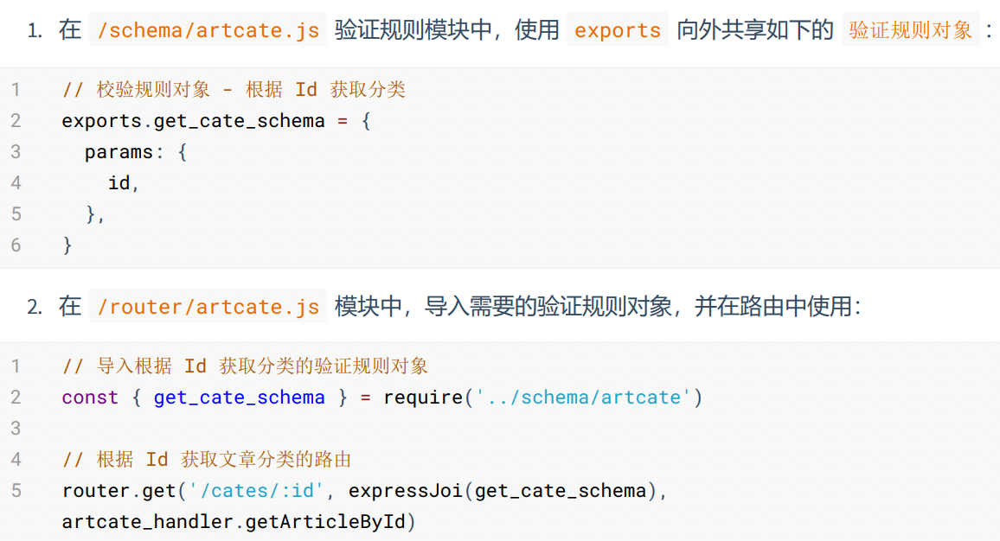 1. 在 /schema/artcate.js 验证规则模块中，使用 exports 向外共享如下的 验证规则对象 ：
1 // 校验规则对象 - 根据 Id 获取分类
2 exports.get_cate_schema = {
3   params: {
4     id,
5   },
6 }
2. 在 /router/artcate.js 模块中，导入需要的验证规则对象，并在路由中使用：
1 // 导入根据 Id 获取分类的验证规则对象
2 const { get_cate_schema } = require('../schema/artcate')
3
4 // 根据 Id 获取文章分类的路由
5 router.get('/cates/:id', expressJoi(get_cate_schema),
artcate_handler.getArticleById)